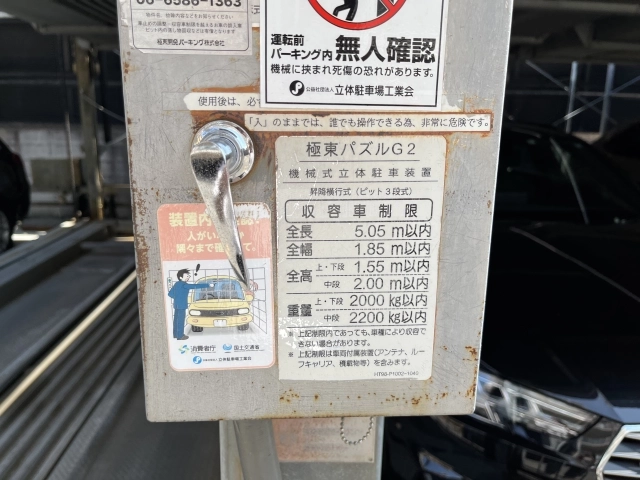 06-6586-1363
極東開発パーキング株式会社
運転前
パーキング内 無人確認
機械に挟まれ死傷の恐れがあります。
公益社団法人 立体駐車場工業会
使用後は、必
「入」のままでは、誰でも操作できる為、非常に危険です。
極東パズルG2
機械式立体駐車装置
昇降横行式(ピット3段式)
収容車制限
全長 5.05 m以内
全幅 1.85 m以内
全高 上・下段 1.55 m以内
中段 2.00 m以内
重量 上・下段 2000 kg以内
中段 2200 kg以内
※ 上記制限内であっても、車種により収容で
きない場合があります。
※ 上記制限は車両付属装置(アンテナ、ルー
フキャリア、積載物等)を含みます。
装置内
人がい
隅々まで確 て。
消費者庁 国土交通省
立体駐車場工業会